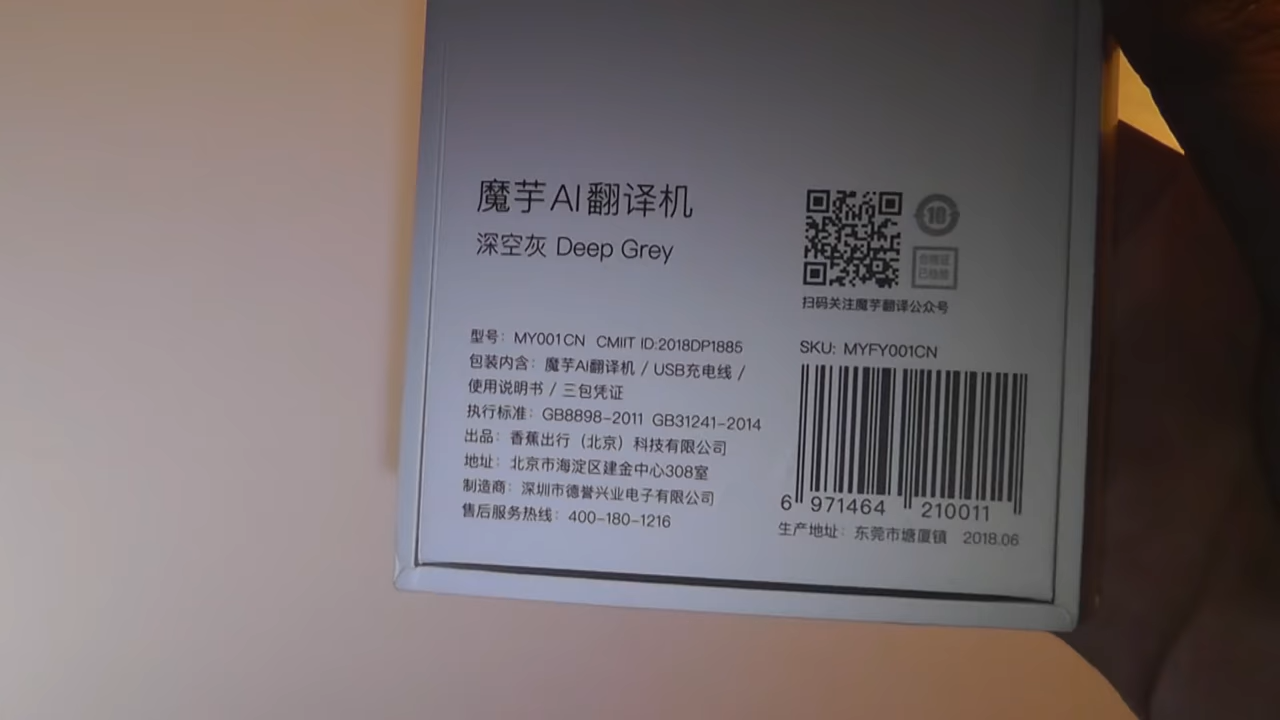 魔芋AI翻译机
深空灰 Deep Grey
10
合格证
已检验
扫码关注魔芋翻译公众号
型号：MY001CN CMIIT ID:2018DP1885
包装内含：魔芋AI翻译机 / USB充电线 /
使用说明书 / 三包凭证
执行标准：GB8898-2011 GB31241-2014
出品：香蕉出行（北京）科技有限公司
地址：北京市海淀区建金中心308室
制造商：深圳市德誉兴业电子有限公司
售后服务热线：400-180-1216
SKU: MYFY001CN
6 971464 210011
生产地址：东莞市塘厦镇 2018.06